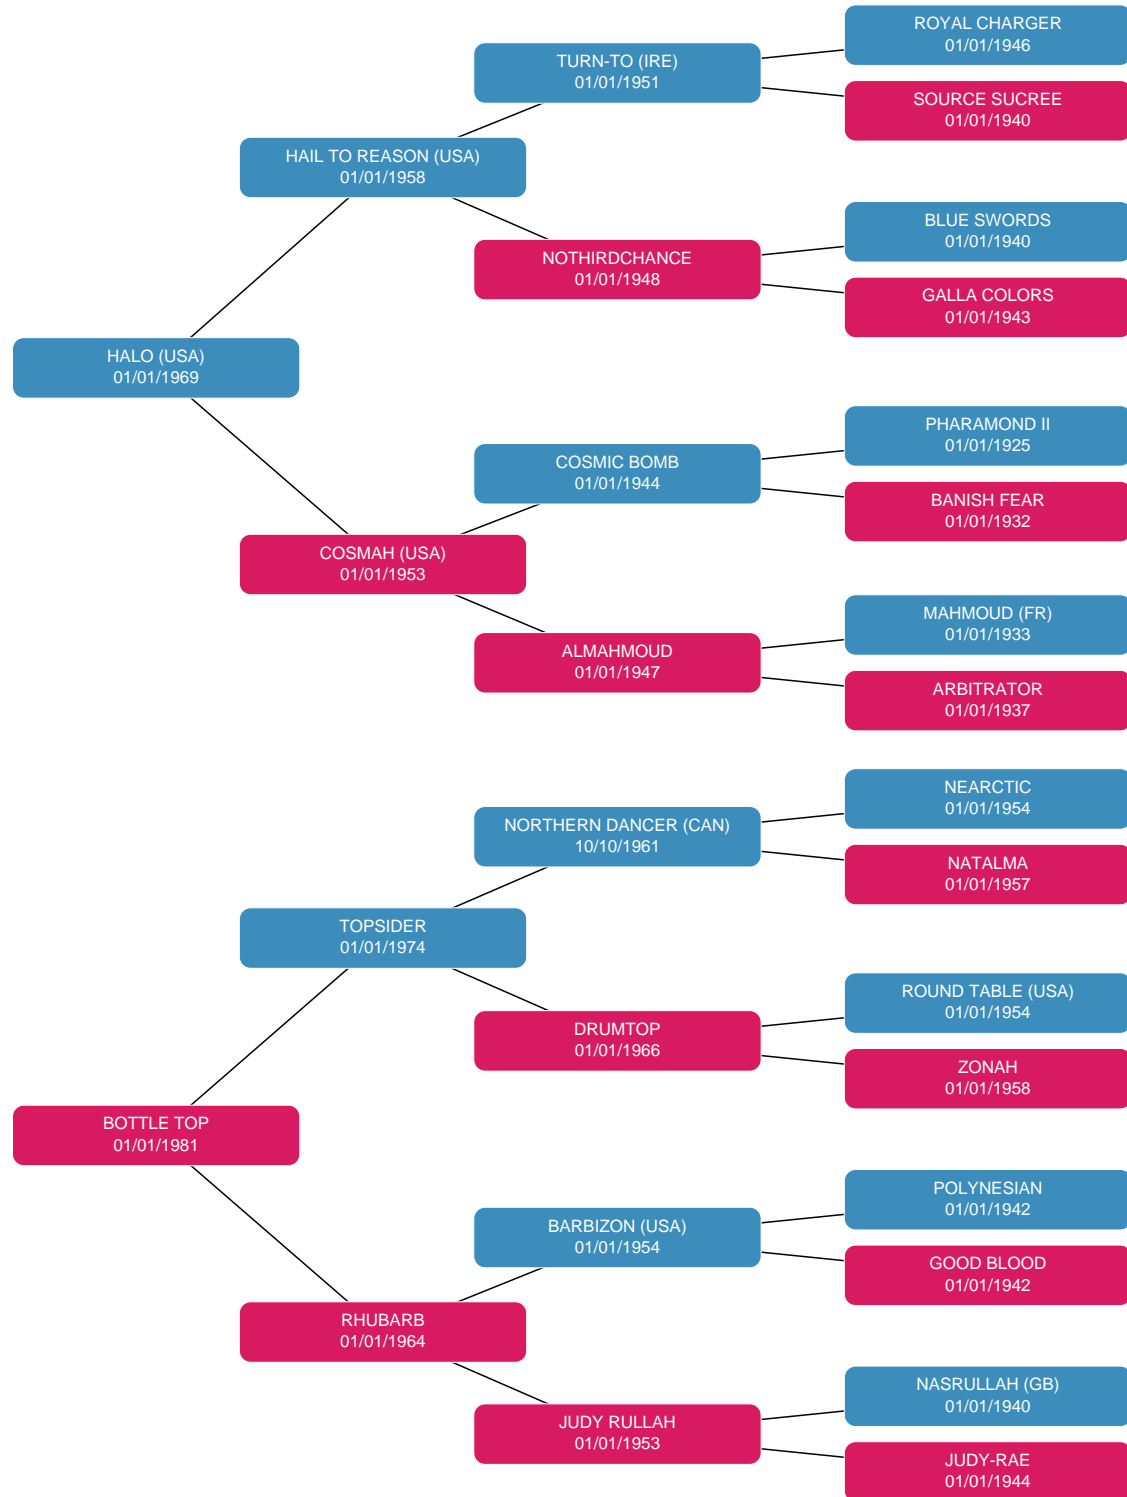 ROYAL CHARGER
01/01/1946
TURN-TO (IRE)
01/01/1951
SOURCE SUCREE
01/01/1940
HAIL TO REASON (USA)
01/01/1958
BLUE SWORDS
01/01/1940
NOTHIRDCHANCE
01/01/1948
GALLA COLORS
01/01/1943
HALO (USA)
01/01/1969
PHARAMOND II
01/01/1925
COSMIC BOMB
01/01/1944
BANISH FEAR
01/01/1932
COSMAH (USA)
01/01/1953
MAHMOUD (FR)
01/01/1933
ALMAHMOUD
01/01/1947
ARBITRATOR
01/01/1937
NEARCTIC
01/01/1954
NORTHERN DANCER (CAN)
10/10/1961
NATALMA
01/01/1957
TOPSIDER
01/01/1974
ROUND TABLE (USA)
01/01/1954
DRUMTOP
01/01/1966
ZONAH
01/01/1958
BOTTLE TOP
01/01/1981
POLYNESIAN
01/01/1942
BARBIZON (USA)
01/01/1954
GOOD BLOOD
01/01/1942
RHUBARB
01/01/1964
NASRULLAH (GB)
01/01/1940
JUDY RULLAH
01/01/1953
JUDY-RAE
01/01/1944